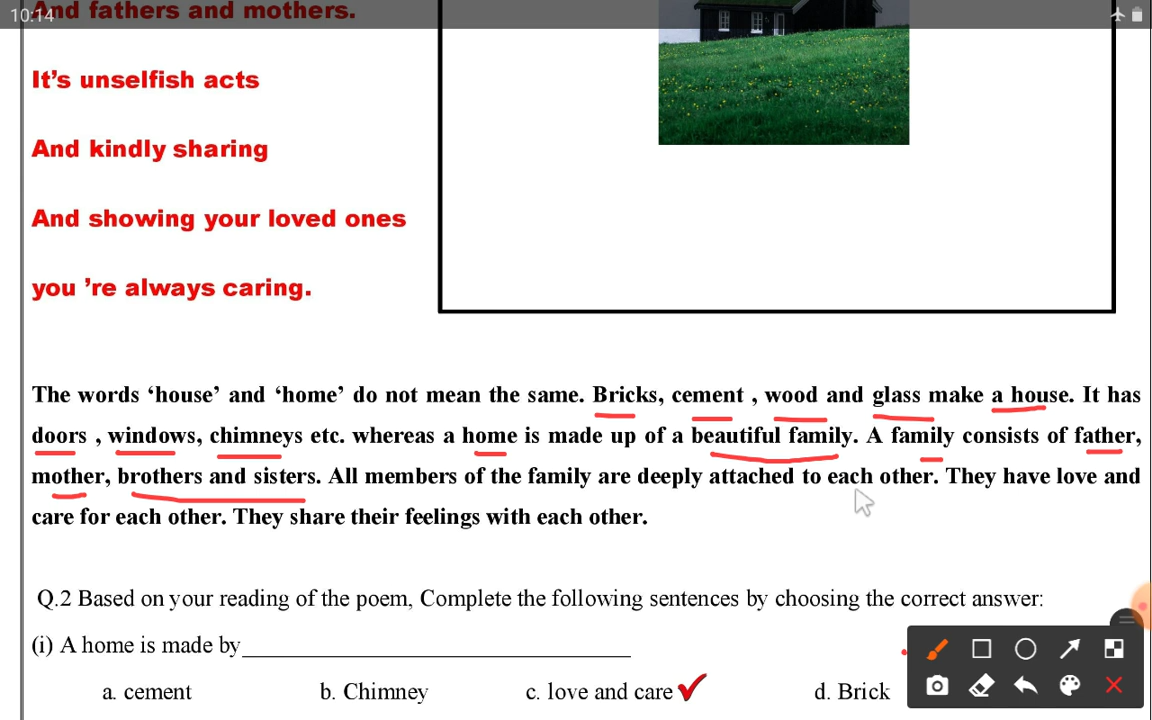 10:14
And fathers and mothers.
It’s unselfish acts
And kindly sharing
And showing your loved ones
you ’re always caring.
The words ‘house’ and ‘home’ do not mean the same. Bricks, cement , wood and glass make a house. It has
doors , windows, chimneys etc. whereas a home is made up of a beautiful family. A family consists of father,
mother, brothers and sisters. All members of the family are deeply attached to each other. They have love and
care for each other. They share their feelings with each other.
Q.2 Based on your reading of the poem, Complete the following sentences by choosing the correct answer:
(i) A home is made by___________________________________
a. cement b. Chimney c. love and care d. Brick